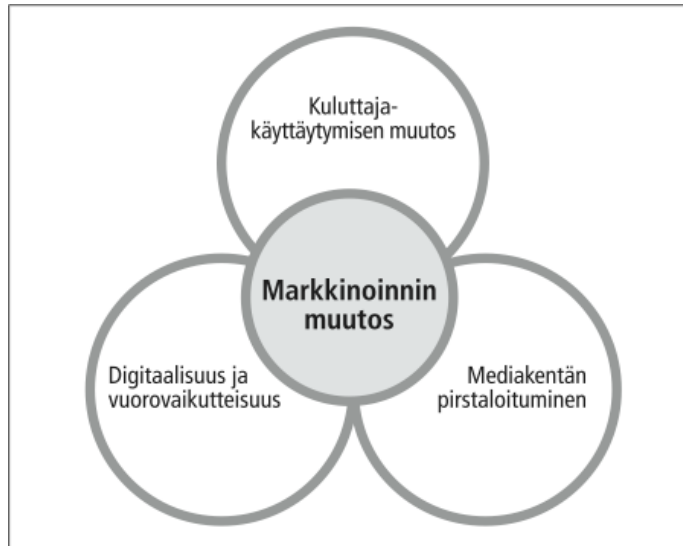 Kuluttaja-
käyttäytymisen muutos
Markkinoinnin
muutos
Digitaalisuus ja
vuorovaikutteisuus
Mediakentän
pirstaloituminen